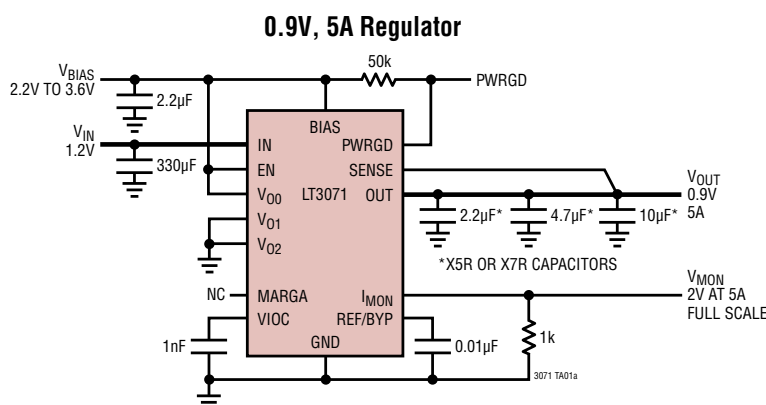 0.9V, 5A Regulator
50k
VBIAS
2.2V TO 3.6V
PWRGD
2.2µF
BIAS
VIN
1.2V
IN
PWRGD
330µF
EN
SENSE
VOUT
0.9V
5A
VO0
LT3071
OUT
VO1
2.2µF*
4.7µF*
10µF*
VO2
*X5R OR X7R CAPACITORS
NC
MARGA
IMON
VMON
2V AT 5A
FULL SCALE
VIOC
REF/BYP
1nF
GND
0.01µF
1k
3071 TA01a